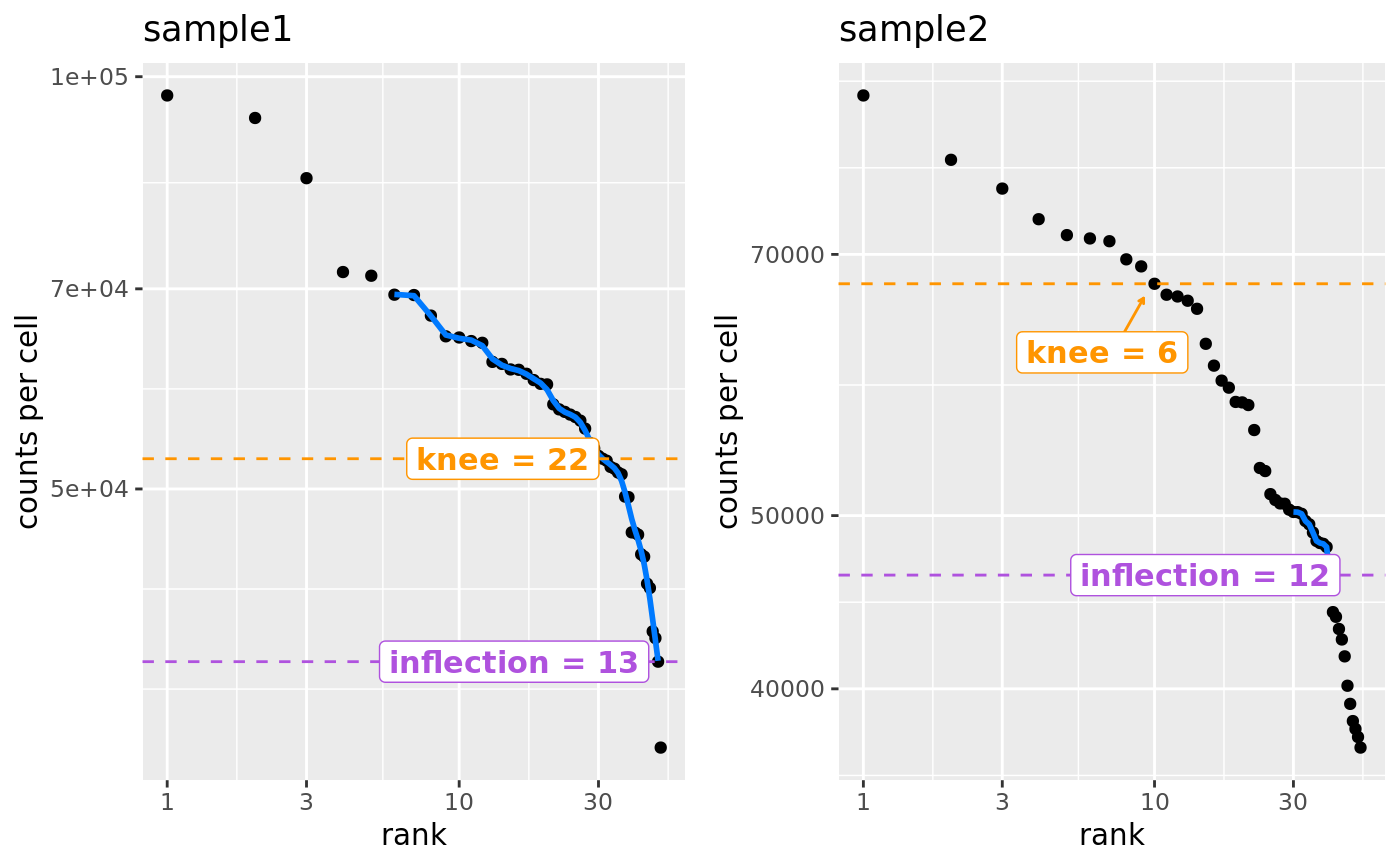 sample1
1e+05
7e+04
5e+04
counts per cell
knee = 22
inflection = 13
1 3 10 30
rank
sample2
70000
50000
40000
counts per cell
knee = 6
inflection = 12
1 3 10 30
rank